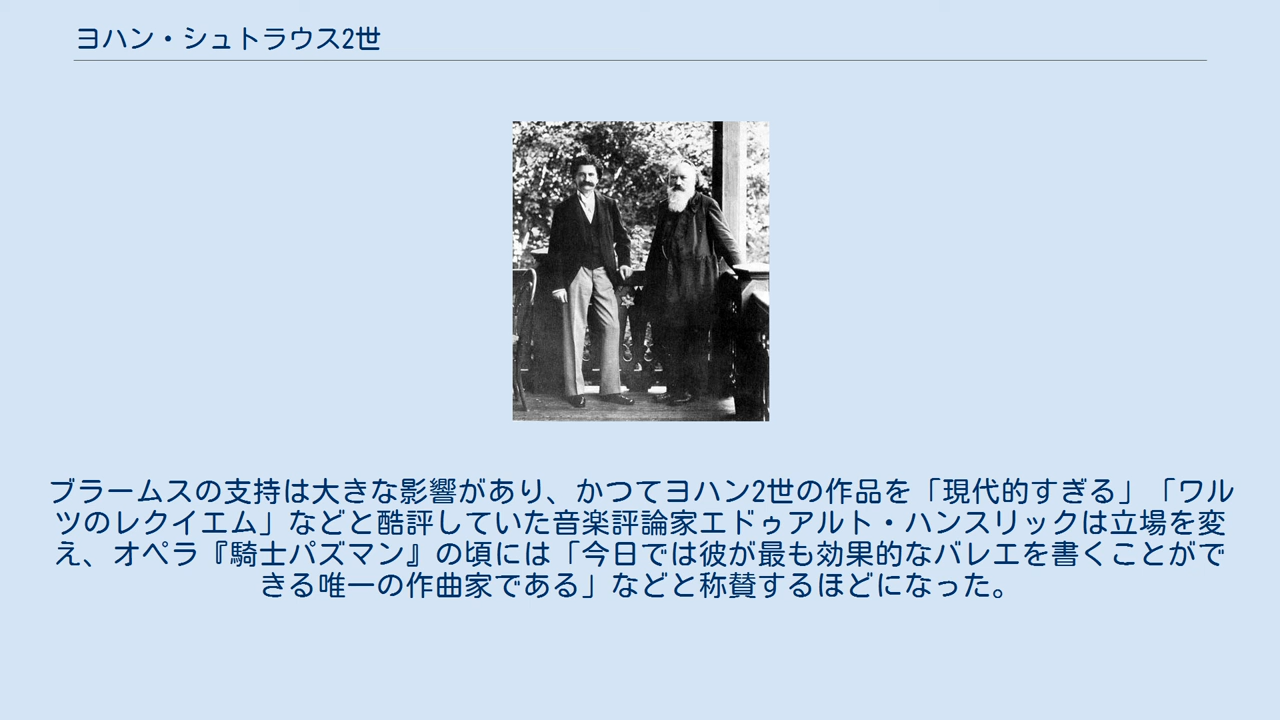 ヨハン・シュトラウス2世
ブラームスの支持は大きな影響があり、かつてヨハン2世の作品を「現代的すぎる」「ワル
ツのレクイエム」などと酷評していた音楽評論家エドゥアルト・ハンスリックは立場を変
え、オペラ『騎士パズマン』の頃には「今日では彼が最も効果的なバレエを書くことがで
きる唯一の作曲家である」などと称賛するほどになった。